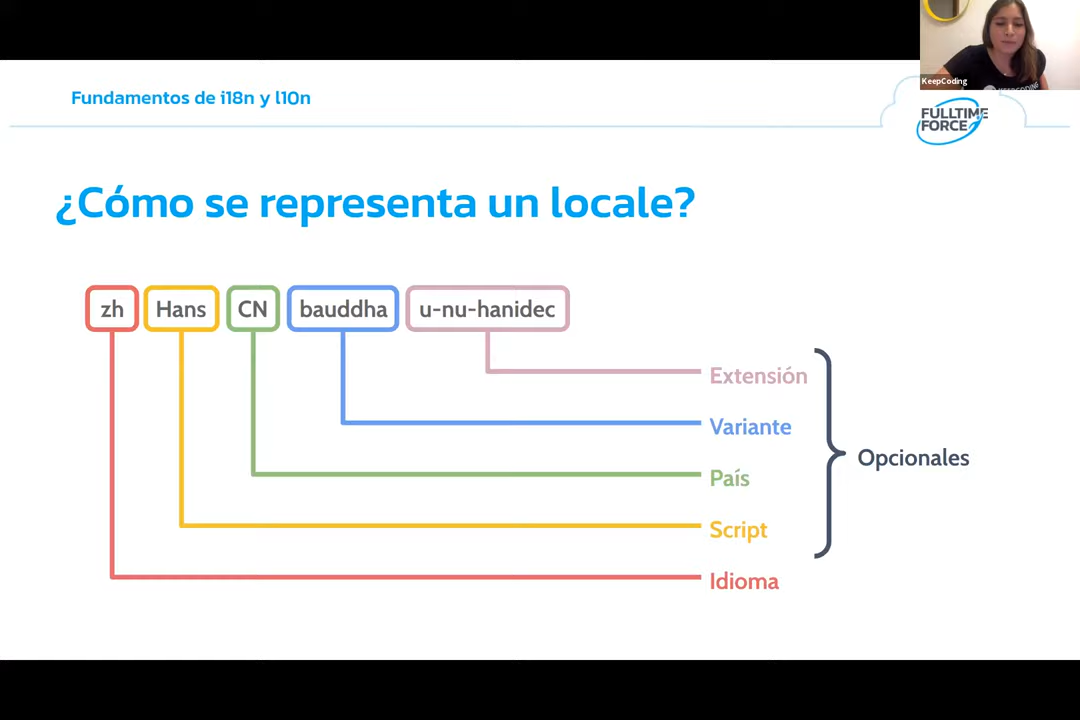 KeepCoding
Fundamentos de i18n y l10n
FULLTIME
FORCE
¿Cómo se representa un locale?
zh Hans CN bauddha u-nu-hanidec
Extensión
Variante
País
Script
Idioma
Opcionales